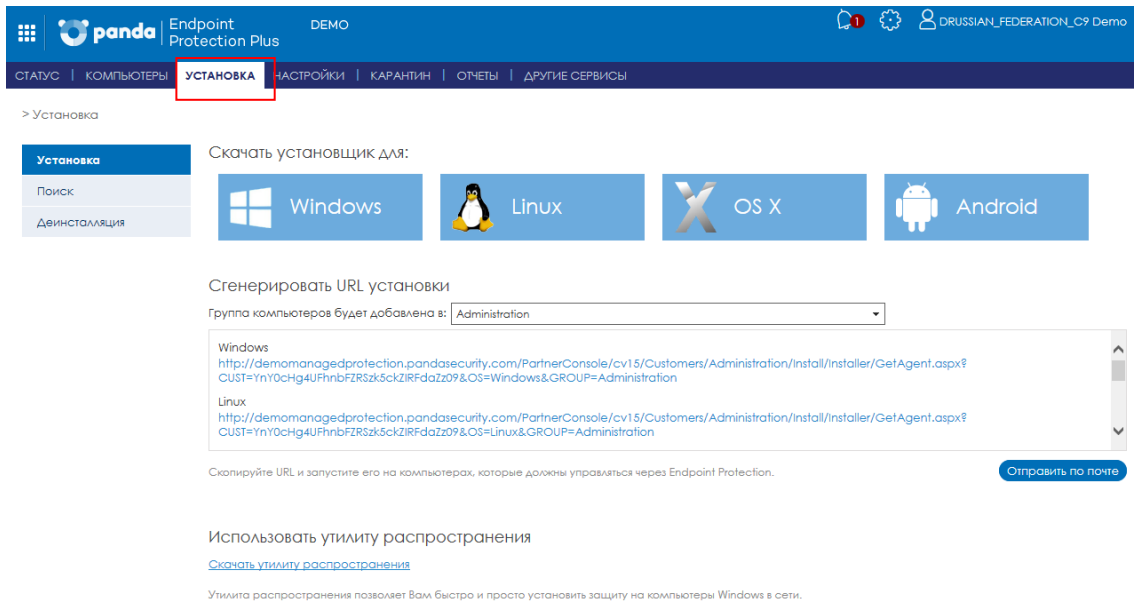 panda
Endpoint
Protection Plus
DEMO
1
DRUSSIAN_FEDERATION_C9 Demo
СТАТУС | КОМПЬЮТЕРЫ УСТАНОВКА НАСТРОЙКИ | КАРАНТИН | ОТЧЕТЫ | ДРУГИЕ СЕРВИСЫ
> Установка
Установка
Поиск
Деинсталляция
Скачать установщик для:
Windows
Linux
X OS X
Android
Сгенерировать URL установки
Группа компьютеров будет добавлена в: Administration
Windows
http://demomanagedprotection.pandasecurity.com/PartnerConsole/cv15/Customers/Administration/Install/Installer/GetAgent.aspx?
CUST=YnY0cHg4UFhnbFZRSzk5ckZIRFdaZz09&OS=Windows&GROUP=Administration
Linux
http://demomanagedprotection.pandasecurity.com/PartnerConsole/cv15/Customers/Administration/Install/Installer/GetAgent.aspx?
CUST=YnY0cHg4UFhnbFZRSzk5ckZIRFdaZz09&OS=Linux&GROUP=Administration
Скопируйте URL и запустите его на компьютерах, которые должны управляться через Endpoint Protection.
Отправить по почте
Использовать утилиту распространения
Скачать утилиту распространения
Утилита распространения позволяет Вам быстро и просто установить защиту на компьютеры Windows в сети.